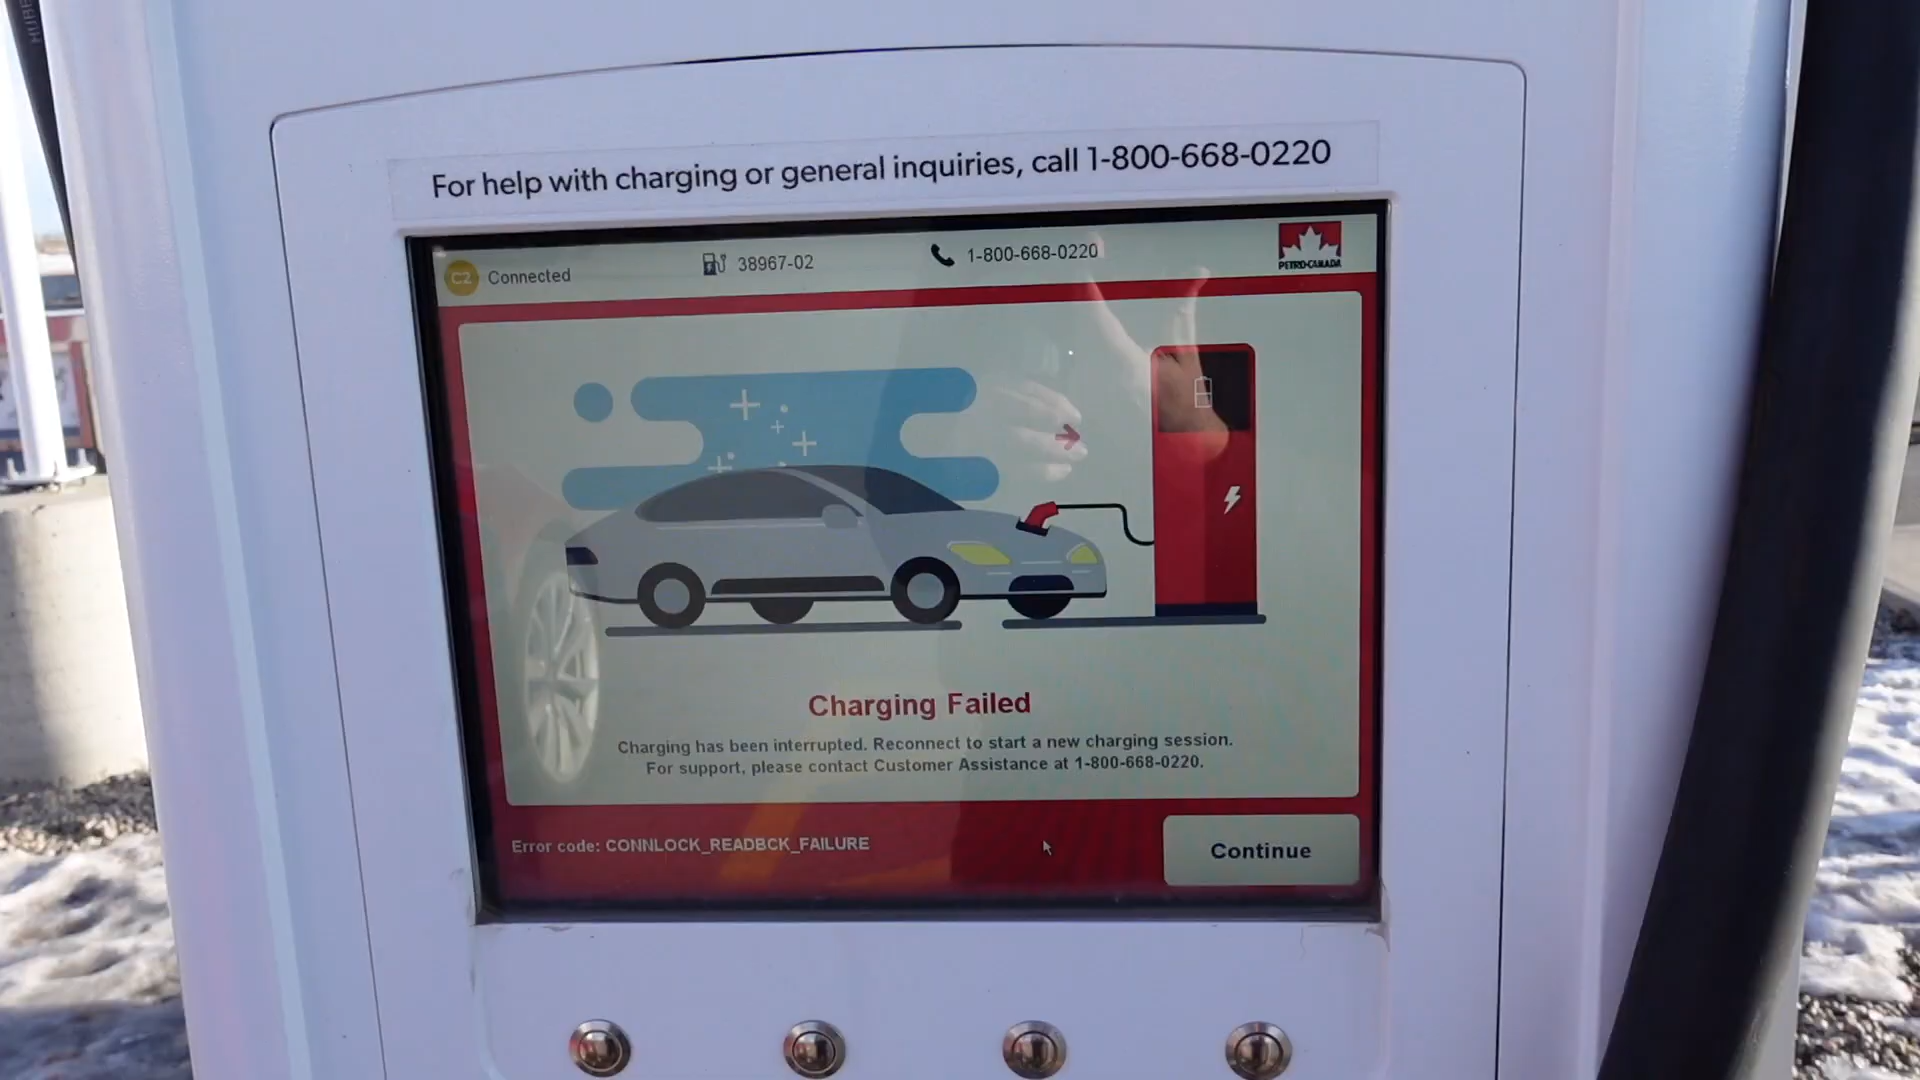 For help with charging or general inquiries, call 1-800-668-0220
C2 Connected
38967-02
1-800-668-0220
PETRO-CANADA
Charging Failed
Charging has been interrupted. Reconnect to start a new charging session.
For support, please contact Customer Assistance at 1-800-668-0220.
Error code: CONNLOCK_READBCK_FAILURE
Continue